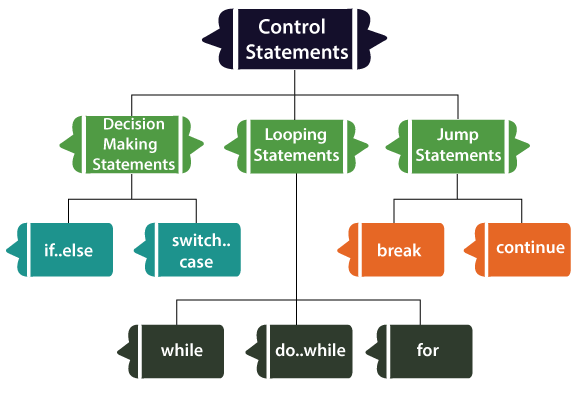 Control
Statements
Decision
Making
Statements
Looping
Statements
Jump
Statements
if..else
switch..
case
break
continue
while
do..while
for